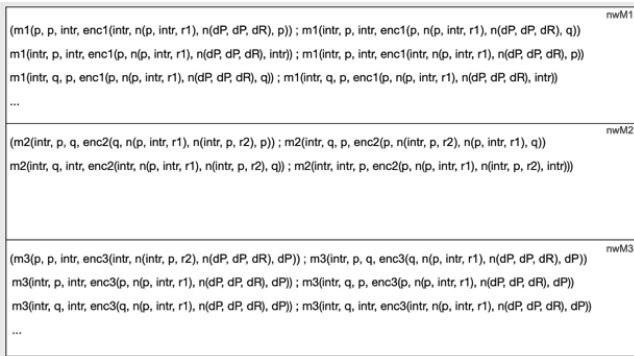 nwM1
(m1(p, p, intr, enc1(intr, n(p, intr, r1), n(dP, dP, dR), p)) ; m1(intr, p, intr, enc1(p, n(p, intr, r1), n(dP, dP, dR), q))
m1(intr, p, intr, enc1(p, n(p, intr, r1), n(dP, dP, dR), intr)) ; m1(intr, p, intr, enc1(intr, n(p, intr, r1), n(dP, dP, dR), p))
m1(intr, q, p, enc1(p, n(p, intr, r1), n(dP, dP, dR), q)) ; m1(intr, q, p, enc1(p, n(p, intr, r1), n(dP, dP, dR), intr))
...
nwM2
(m2(intr, p, q, enc2(q, n(p, intr, r1), n(intr, p, r2), p)) ; m2(intr, q, p, enc2(p, n(intr, p, r2), n(p, intr, r1), q))
m2(intr, q, intr, enc2(intr, n(p, intr, r1), n(intr, p, r2), q)) ; m2(intr, intr, p, enc2(p, n(p, intr, r1), n(intr, p, r2), intr)))
nwM3
(m3(p, p, intr, enc3(intr, n(intr, p, r2), n(dP, dP, dR), dP)) ; m3(intr, p, q, enc3(q, n(p, intr, r1), n(dP, dP, dR), dP))
m3(intr, p, intr, enc3(p, n(p, intr, r1), n(dP, dP, dR), dP)) ; m3(intr, q, p, enc3(p, n(p, intr, r1), n(dP, dP, dR), dP))
m3(intr, q, intr, enc3(q, n(p, intr, r1), n(dP, dP, dR), dP)) ; m3(intr, q, intr, enc3(intr, n(p, intr, r1), n(dP, dP, dR), dP))
...